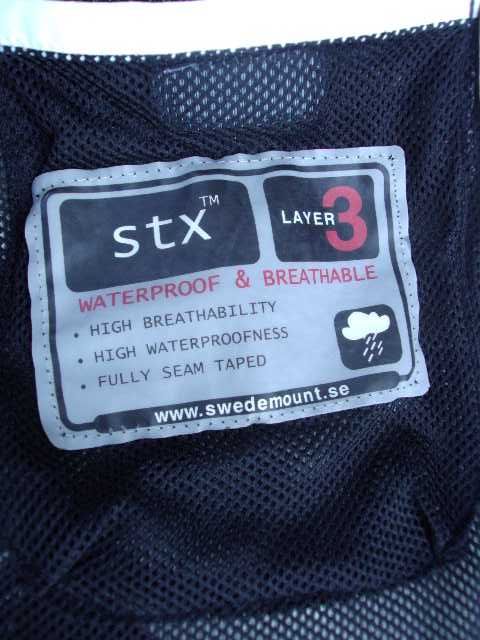 stx™
LAYER 3
WATERPROOF & BREATHABLE
• HIGH BREATHABILITY
• HIGH WATERPROOFNESS
• FULLY SEAM TAPED
www.swedemount.se